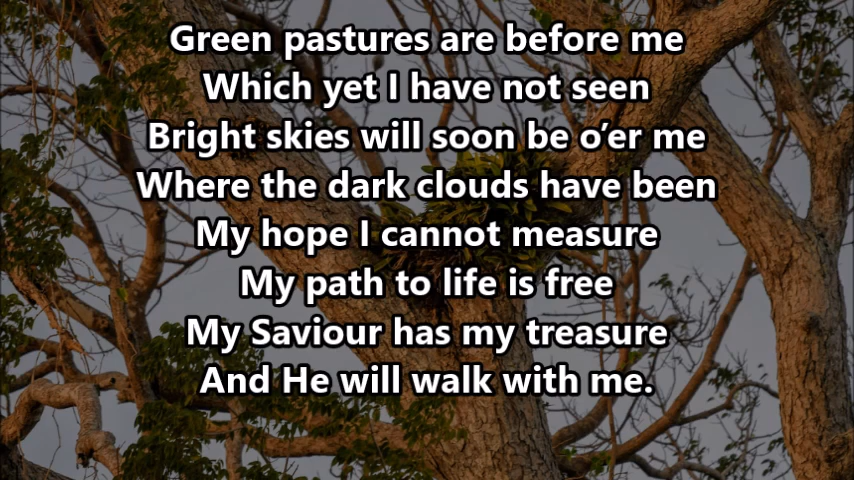 Green pastures are before me
Which yet I have not seen
Bright skies will soon be o’er me
Where the dark clouds have been
My hope I cannot measure
My path to life is free
My Saviour has my treasure
And He will walk with me.